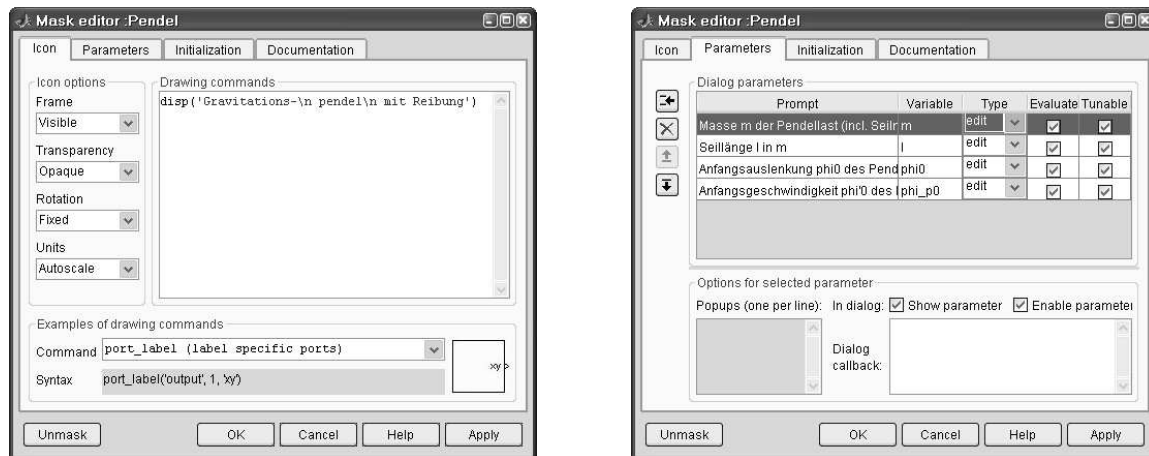 Mask editor :Pendel
Icon Parameters Initialization Documentation
Icon options
Frame
Visible
Transparency
Opaque
Rotation
Fixed
Units
Autoscale
Drawing commands
disp('Gravitations-\n pendel\n mit Reibung')
Examples of drawing commands
Command port_label (label specific ports)
Syntax port_label('output', 1, 'xy')
xy
Unmask OK Cancel Help Apply
Mask editor :Pendel
Icon Parameters Initialization Documentation
Dialog parameters
Prompt Variable Type Evaluate Tunable
Masse m der Pendellast (incl. Seilr m edit
Seillänge l in m l edit
Anfangsauslenkung phi0 des Pend phi0 edit
Anfangsgeschwindigkeit phi'0 des phi_p0 edit
Options for selected parameter
Popups (one per line): In dialog: Show parameter Enable parameter
Dialog
callback:
Unmask OK Cancel Help Apply